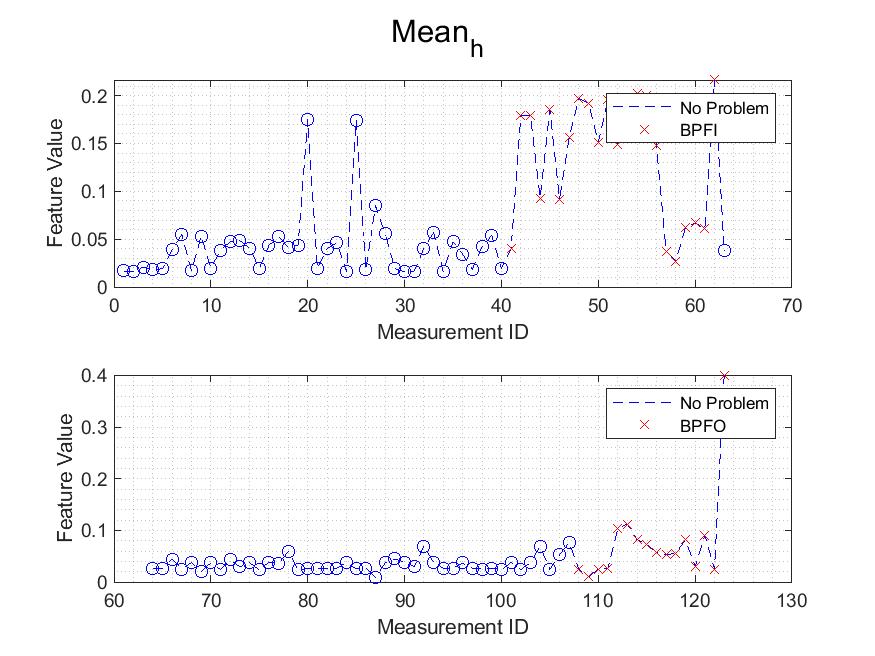 Mean_h
0.2
0.15
0.1
0.05
0
Feature Value
No Problem
BPFI
0 10 20 30 40 50 60 70
Measurement ID
0.4
0.3
0.2
0.1
0
Feature Value
No Problem
BPFO
60 70 80 90 100 110 120 130
Measurement ID